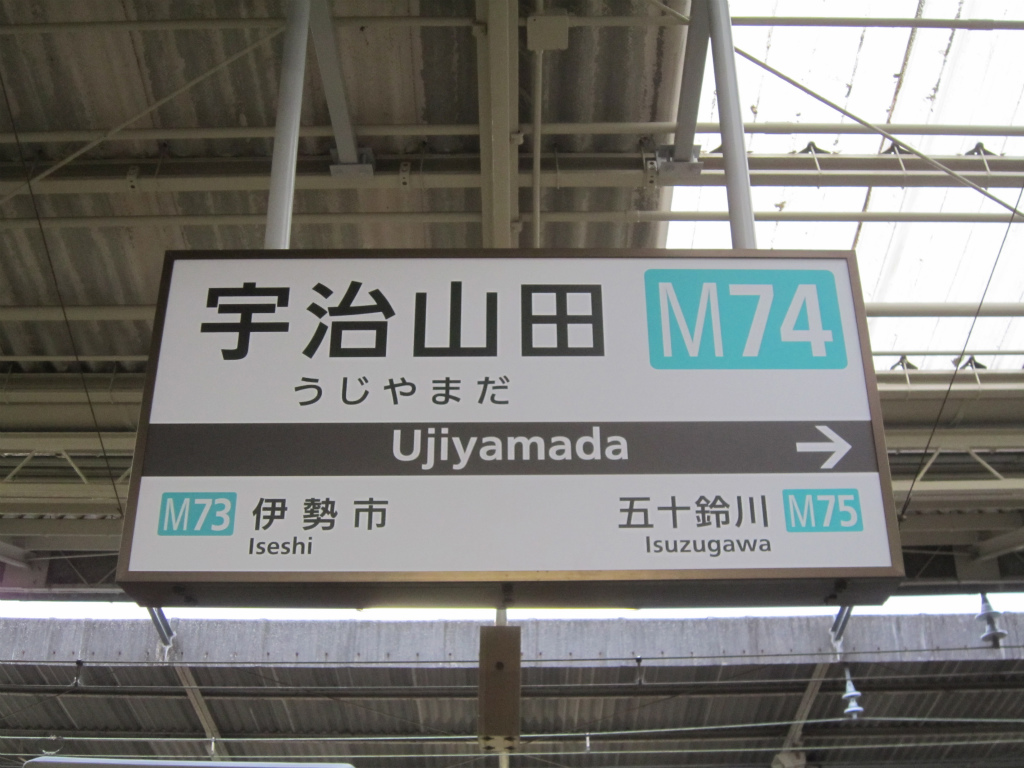 宇治山田 M74
うじやまだ
Ujiyamada →
M73 伊勢市 五十鈴川 M75
Iseshi Isuzugawa